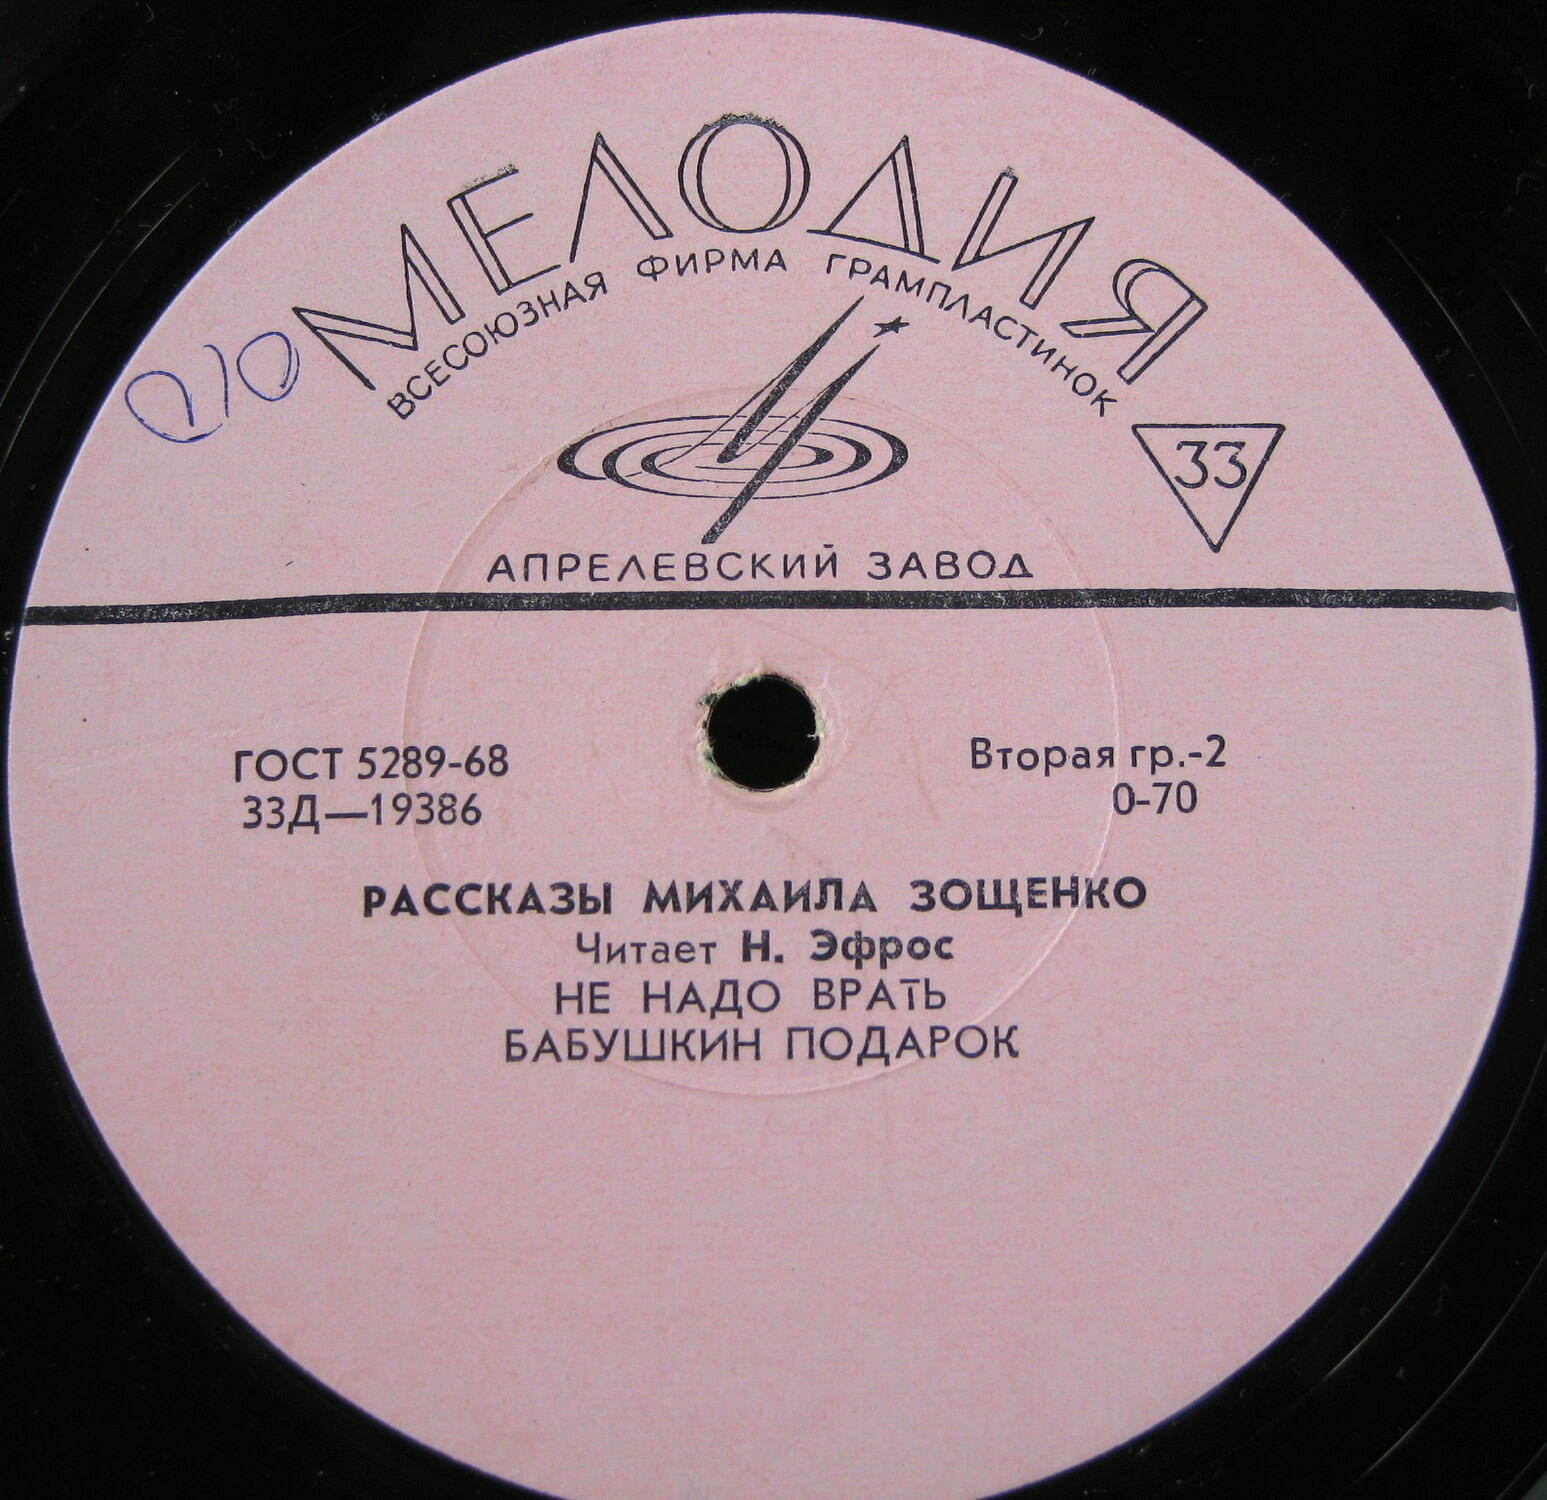 МЕЛОДИЯ
ВСЕСОЮЗНАЯ ФИРМА ГРАМПЛАСТИНОК
33
АПРЕЛЕВСКИЙ ЗАВОД
ГОСТ 5289-68
33Д—19386
Вторая гр.-2
0-70
РАССКАЗЫ МИХАИЛА ЗОЩЕНКО
Читает Н. Эфрос
НЕ НАДО ВРАТЬ
БАБУШКИН ПОДАРОК